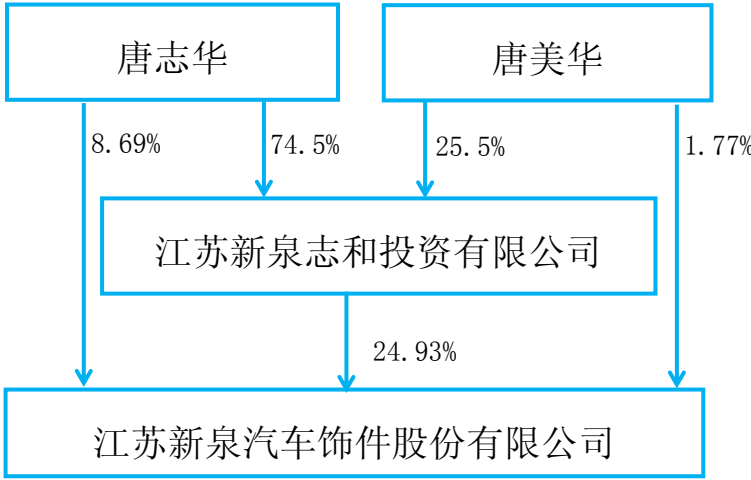 唐志华
唐美华
8.69%
74.5%
25.5%
1.77%
江苏新泉志和投资有限公司
24.93%
江苏新泉汽车饰件股份有限公司